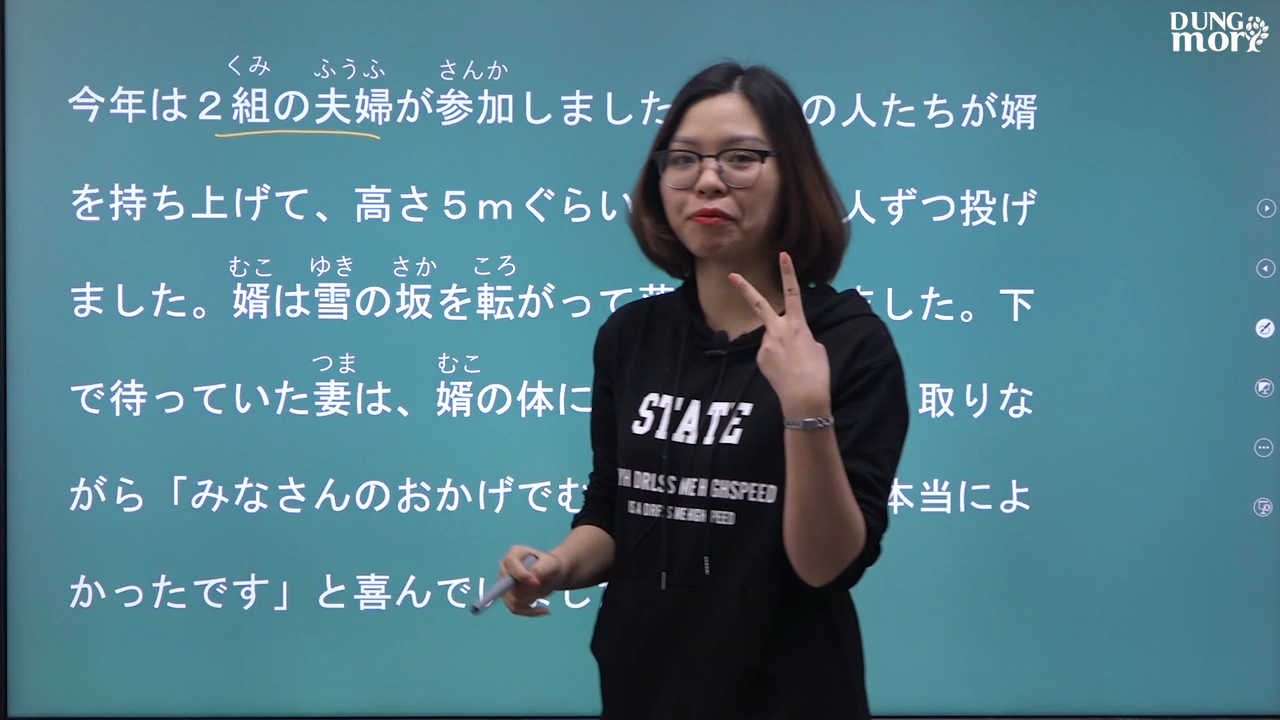 DUNG
mori
くみ ふうふ さんか
今年は２組の夫婦が参加しました の人たちが婿
を持ち上げて、高さ５ｍぐらい 人ずつ投げ
むこ ゆき さか ころ
ました。婿は雪の坂を転がって ました。下
つま むこ
で待っていた妻は、婿の体に 取りな
がら「みなさんのおかげでむ 本当によ
かったです」と喜んでいました
STATE